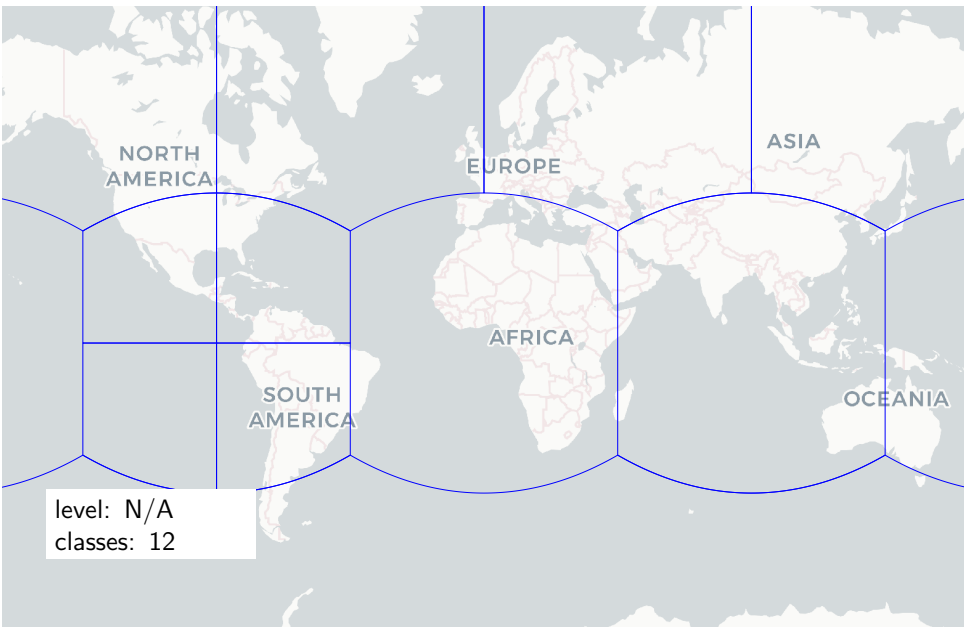 ASIA
NORTH
AMERICA
EUROPE
AFRICA
SOUTH
AMERICA
OCEANIA
level: N/A
classes: 12